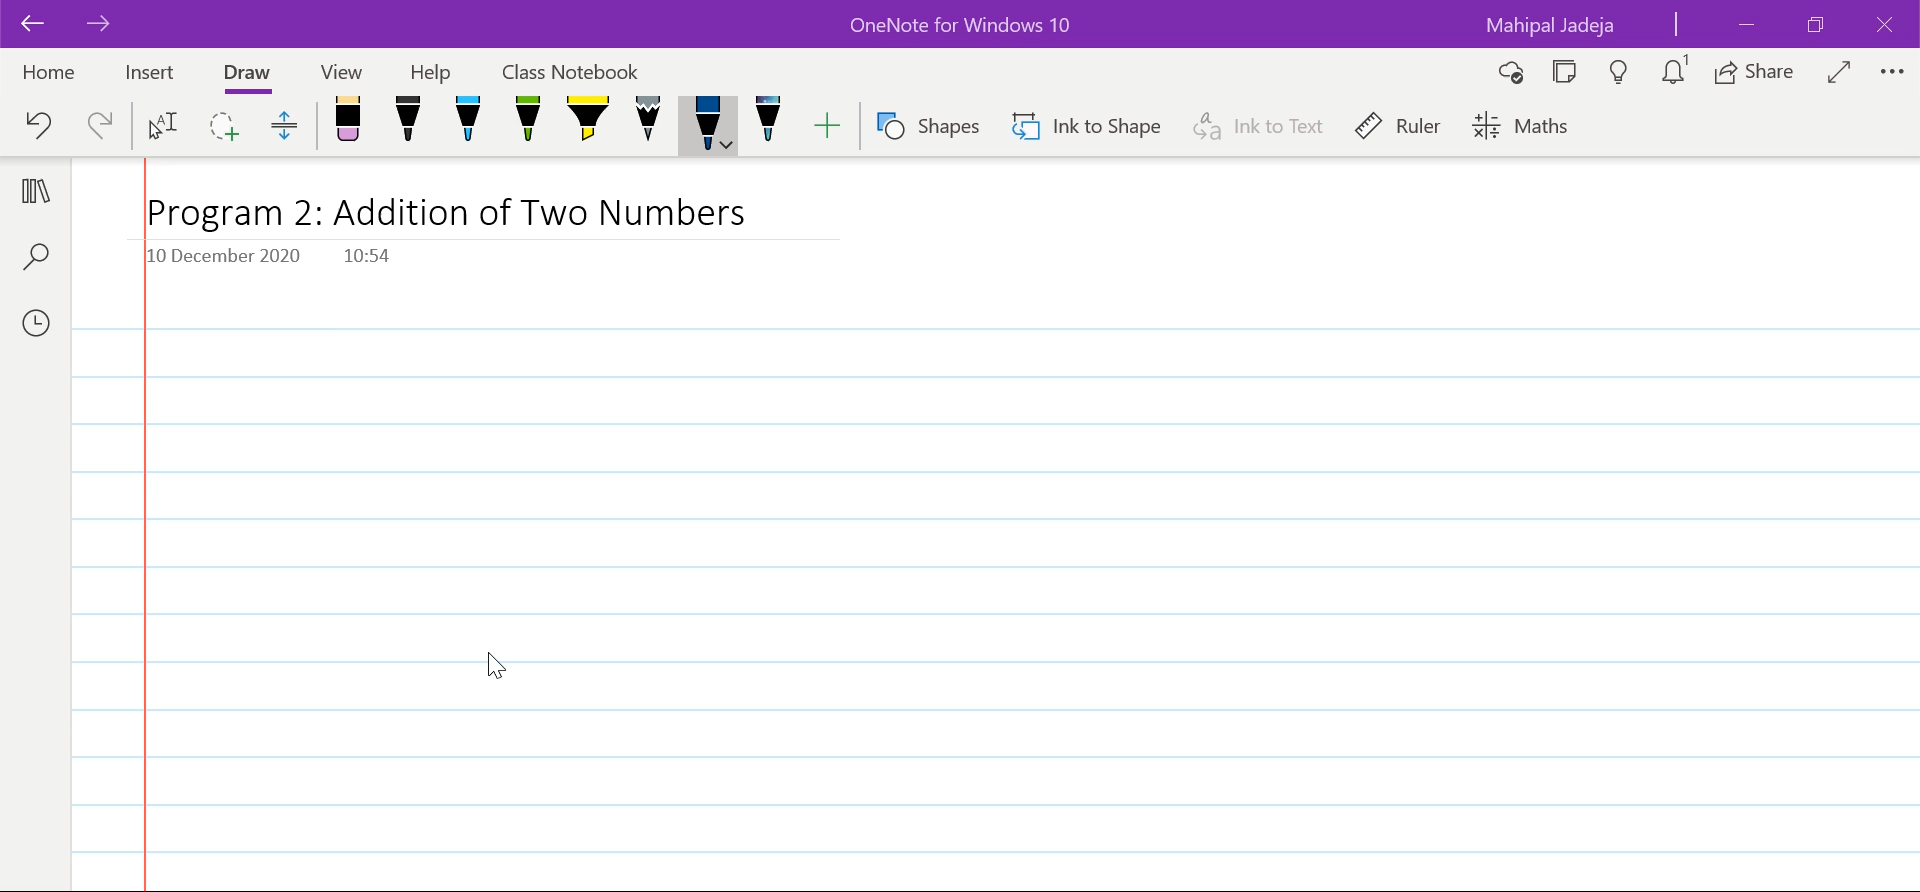 OneNote for Windows 10
Mahipal Jadeja
Home Insert Draw View Help Class Notebook
1
Share
Shapes Ink to Shape Ink to Text Ruler Maths
Program 2: Addition of Two Numbers
10 December 2020 10:54